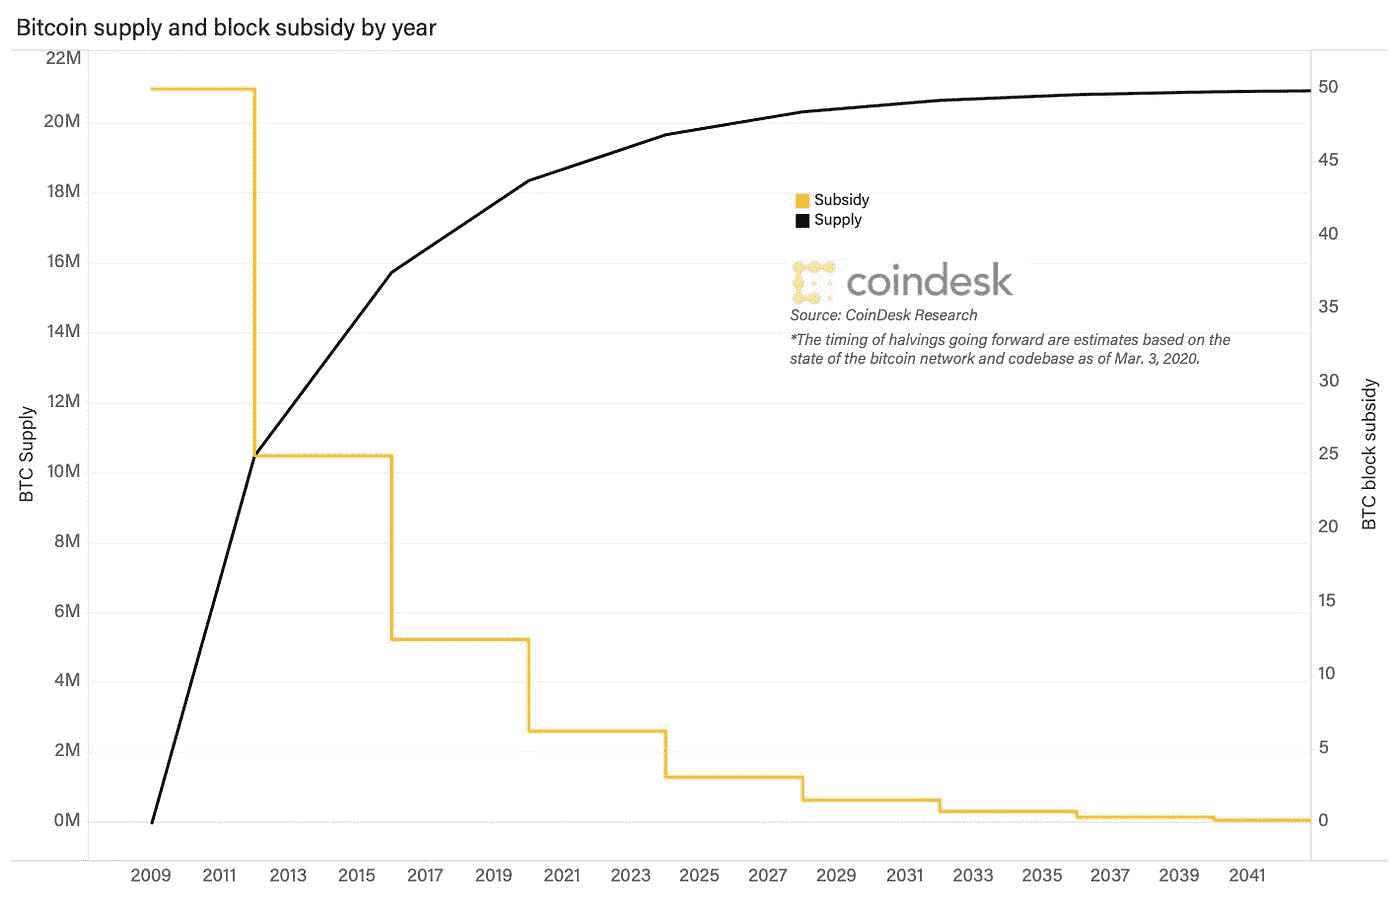 Bitcoin supply and block subsidy by year
22M
20M
18M
16M
14M
12M
10M
8M
6M
4M
2M
0M
BTC Supply
50
45
40
35
30
25
20
15
10
5
0
BTC block subsidy
Subsidy
Supply
coindesk
Source: CoinDesk Research
*The timing of halvings going forward are estimates based on the
state of the bitcoin network and codebase as of Mar. 3, 2020.
2009 2011 2013 2015 2017 2019 2021 2023 2025 2027 2029 2031 2033 2035 2037 2039 2041